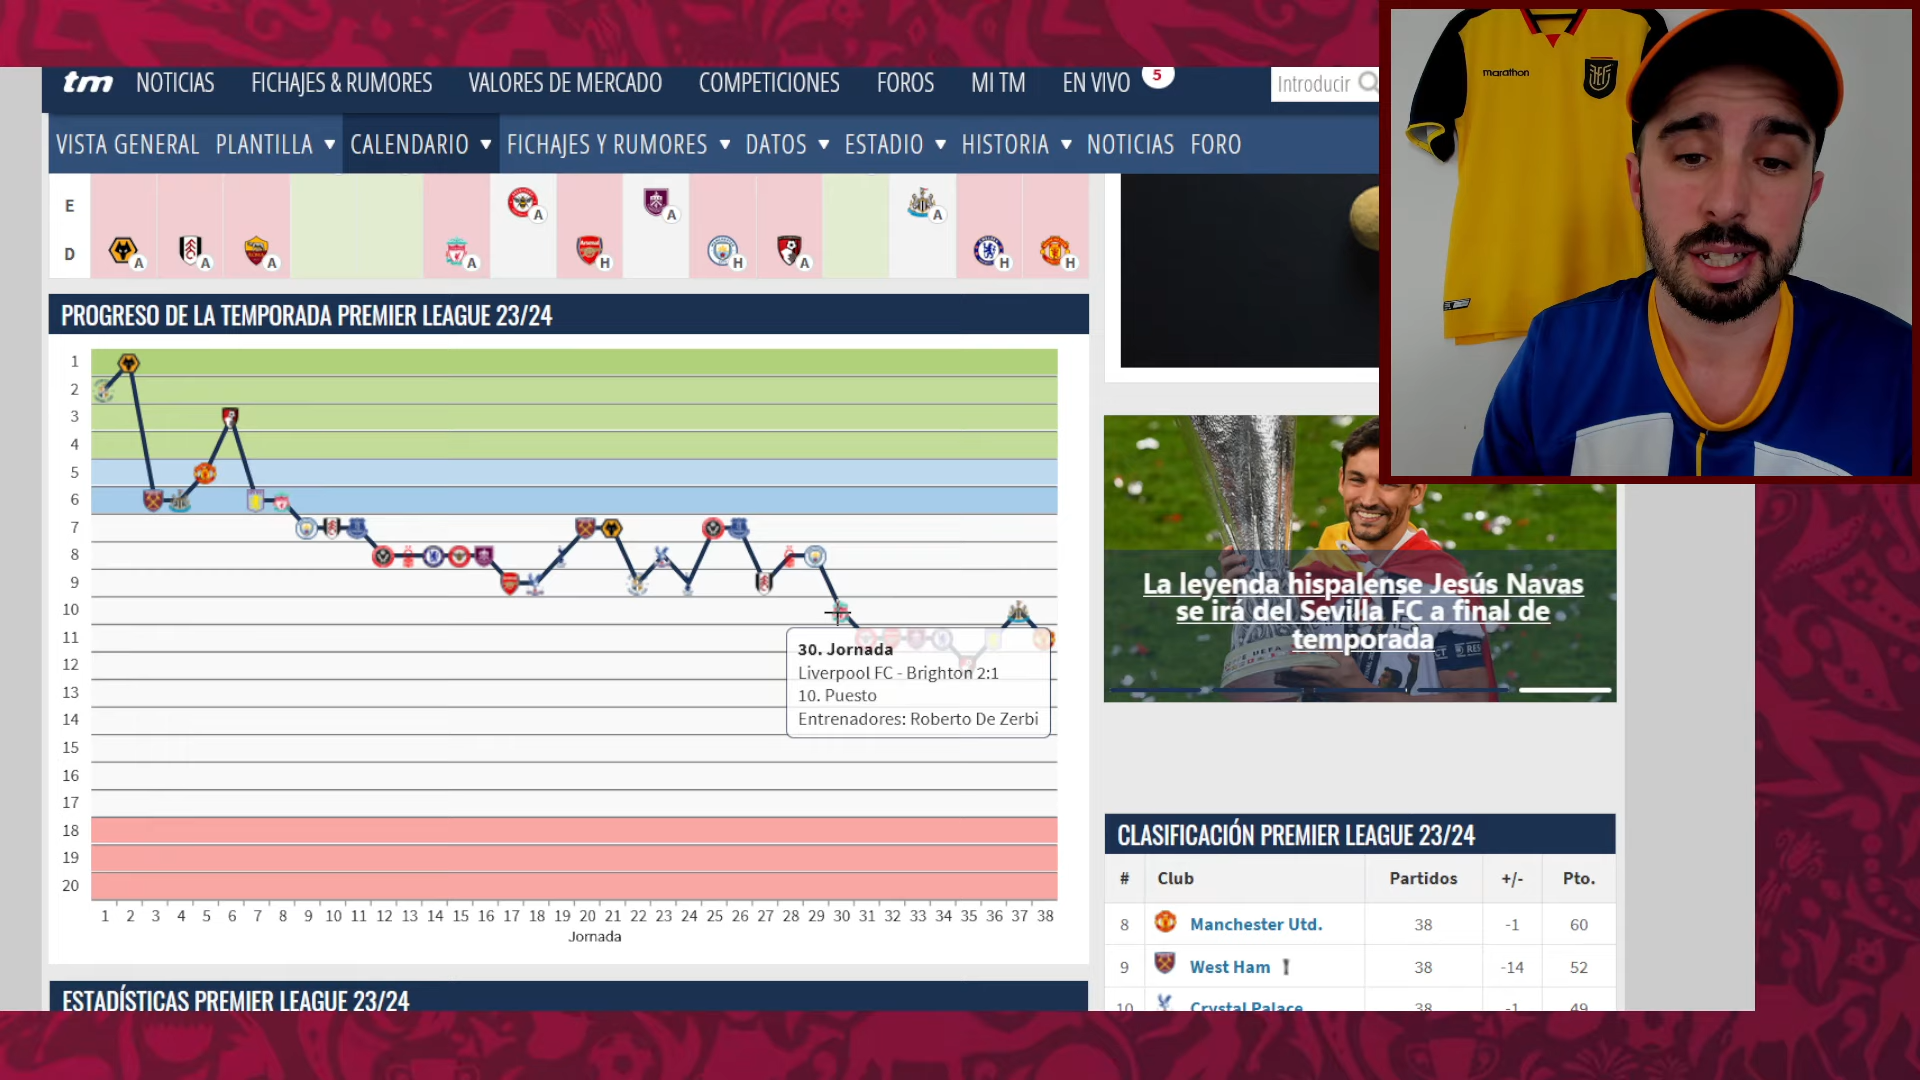 tm NOTICIAS FICHAJES & RUMORES VALORES DE MERCADO COMPETICIONES FOROS MI TM EN VIVO 5 Introducir
VISTA GENERAL PLANTILLA CALENDARIO FICHAJES Y RUMORES DATOS ESTADIO HISTORIA NOTICIAS FORO
marathon
E A A A
D A A A A H H A H H
PROGRESO DE LA TEMPORADA PREMIER LEAGUE 23/24
1
2
3
4
5
6
7
8
9
10
11
12
13
14
15
16
17
18
19
20
30. Jornada
Liverpool FC - Brighton 2:1
10. Puesto
Entrenadores: Roberto De Zerbi
1 2 3 4 5 6 7 8 9 10 11 12 13 14 15 16 17 18 19 20 21 22 23 24 25 26 27 28 29 30 31 32 33 34 35 36 37 38
Jornada
ESTADÍSTICAS PREMIER LEAGUE 23/24
La leyenda hispalense Jesús Navas
se irá del Sevilla FC a final de
temporada
CLASIFICACIÓN PREMIER LEAGUE 23/24
# Club Partidos +/- Pto.
8 Manchester Utd. 38 -1 60
9 West Ham 38 -14 52
10 Crystal Palace 38 -1 49